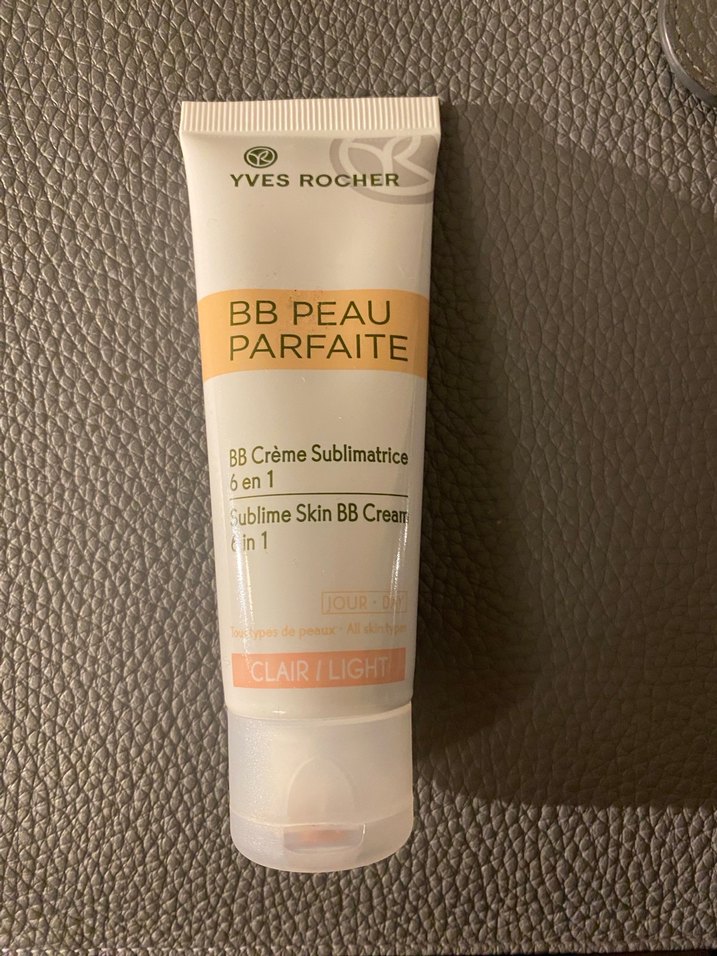 YVES ROCHER
BB PEAU
PARFAITE
BB Crème Sublimatrice
6 en 1
Sublime Skin BB Cream
6 in 1
JOUR · DAY
Tous types de peaux · All skin types
CLAIR / LIGHT